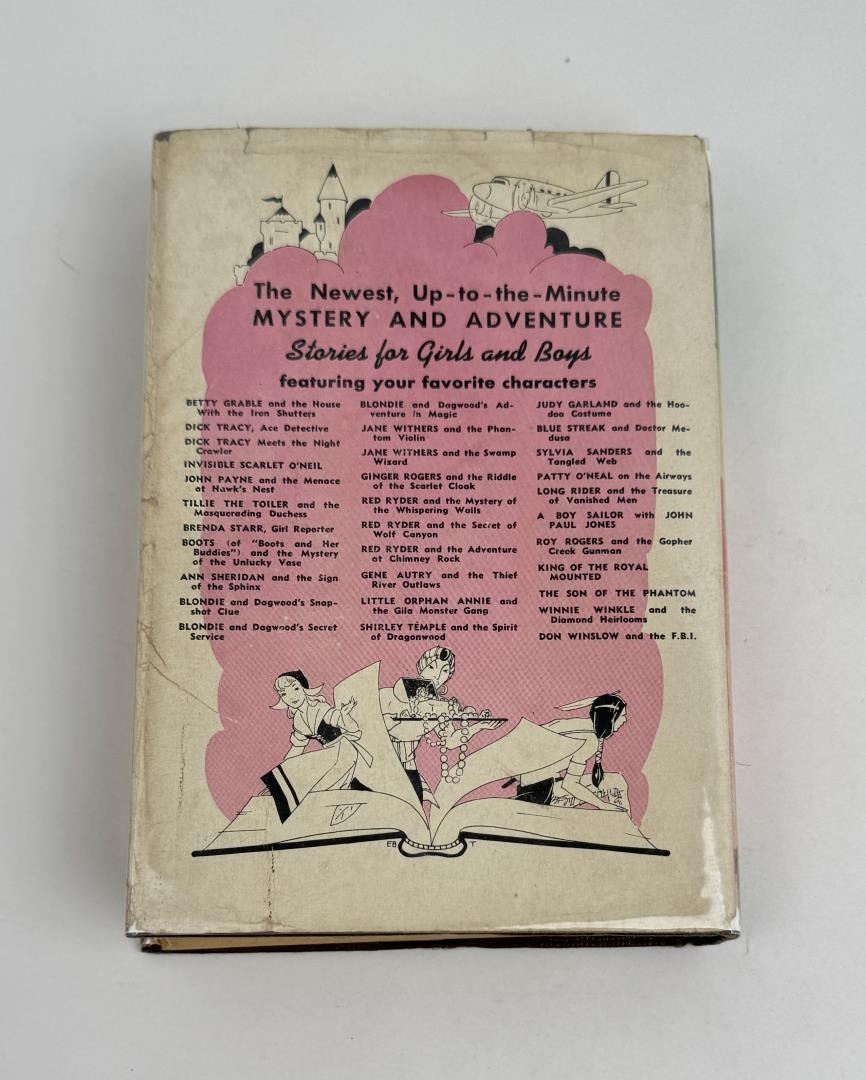 The Newest, Up-to-the-Minute
MYSTERY AND ADVENTURE
Stories for Girls and Boys
featuring your favorite characters
BETTY GRABLE and the House
With the Iron Shutters
DICK TRACY, Ace Detective
DICK TRACY Meets the Night
Crawler
INVISIBLE SCARLET O'NEIL
JOHN PAYNE and the Menace
at Hawk's Nest
TILLIE THE TOILER and the
Masquerading Duchess
BRENDA STARR, Girl Reporter
BOOTS (of "Boots and Her
Buddies") and the Mystery
of the Unlucky Vase
ANN SHERIDAN and the Sign
of the Sphinx
BLONDIE and Dagwood's Snap-
shot Clue
BLONDIE and Dagwood's Secret
Service
BLONDIE and Dagwood's Ad-
venture in Magic
JANE WITHERS and the Phan-
tom Violin
JANE WITHERS and the Swamp
Wizard
GINGER ROGERS and the Riddle
of the Scarlet Cloak
RED RYDER and the Mystery of
the Whispering Walls
RED RYDER and the Secret of
Wolf Canyon
RED RYDER and the Adventure
at Chimney Rock
GENE AUTRY and the Thief
River Outlaws
LITTLE ORPHAN ANNIE and
the Gila Monster Gang
SHIRLEY TEMPLE and the Spirit
of Dragonwood
JUDY GARLAND and the Hoo-
doo Costume
BLUE STREAK and Doctor Me-
dusa
SYLVIA SANDERS and the
Tangled Web
PATTY O'NEAL on the Airways
LONG RIDER and the Treasure
of Vanished Men
A BOY SAILOR with JOHN
PAUL JONES
ROY ROGERS and the Gopher
Creek Gunman
KING OF THE ROYAL
MOUNTED
THE SON OF THE PHANTOM
WINNIE WINKLE and the
Diamond Heirlooms
DON WINSLOW and the F.B.I.
EB T